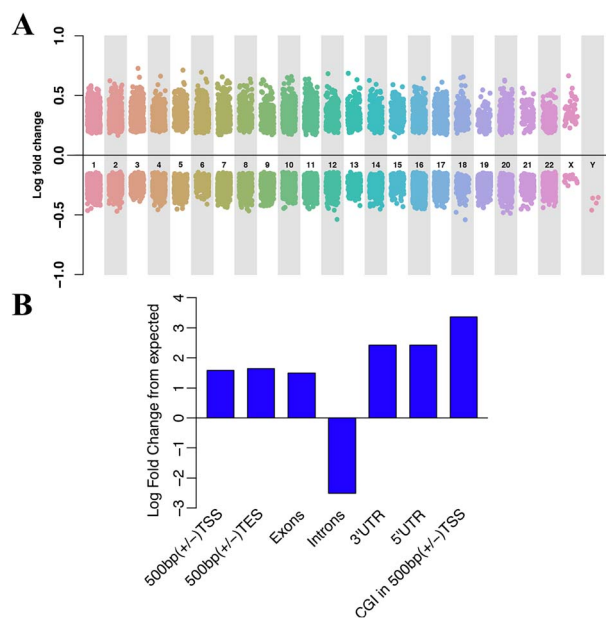 A
1.0
0.5
0.0
−0.5
−1.0
Log fold change
1 2 3 4 5 6 7 8 9 10 11 12 13 14 15 16 17 18 19 20 21 22 X Y
B
4
3
2
1
0
−1
−2
−3
Log Fold Change from expected
500bp(+/−)TSS
500bp(+/−)TES
Exons
Introns
3'UTR
5'UTR
CGI in 500bp(+/−)TSS